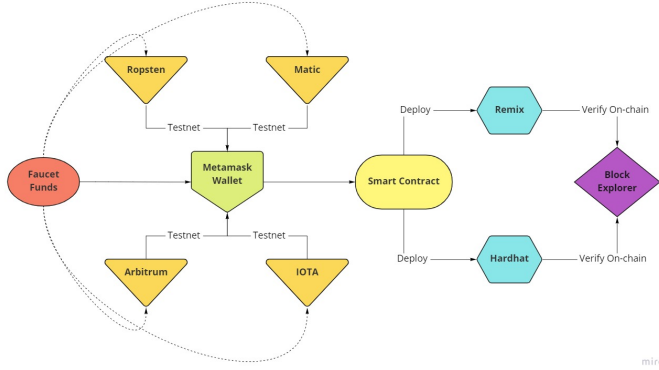 Ropsten
Matic
Testnet
Testnet
Faucet
Funds
Metamask
Wallet
Smart Contract
Deploy
Remix
Verify On-chain
Block
Explorer
Testnet
Testnet
Arbitrum
IOTA
Deploy
Hardhat
Verify On-chain